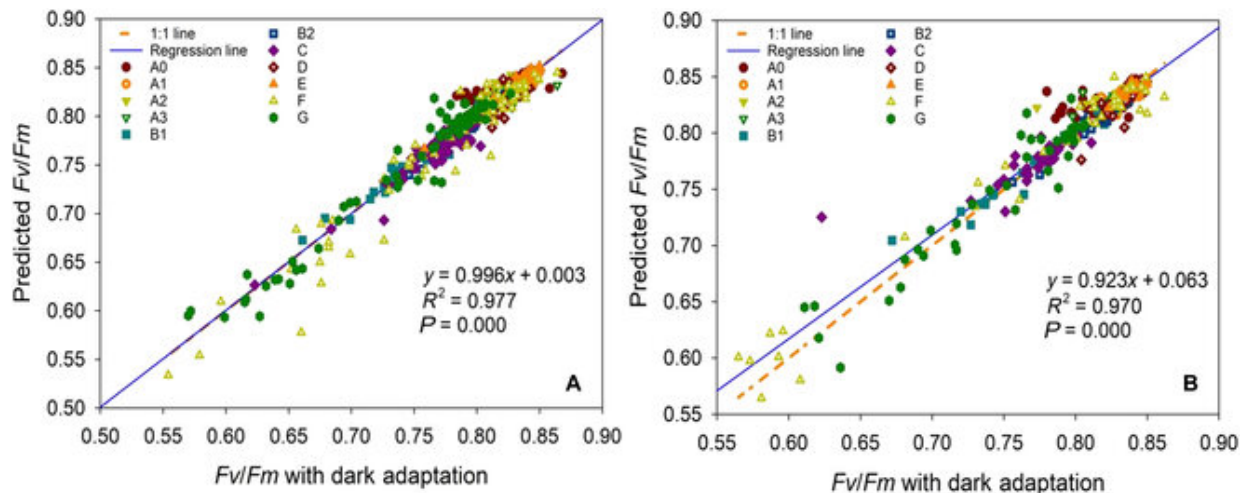 0.90
0.85
0.80
0.75
0.70
0.65
0.60
0.55
0.50
Predicted Fv/Fm
1:1 line
Regression line
A0
A1
A2
A3
B1
B2
C
D
E
F
G
y = 0.996x + 0.003
R² = 0.977
P = 0.000
A
0.50 0.55 0.60 0.65 0.70 0.75 0.80 0.85 0.90
Fv/Fm with dark adaptation
0.90
0.85
0.80
0.75
0.70
0.65
0.60
0.55
Predicted Fv/Fm
1:1 line
Regression line
A0
A1
A2
A3
B1
B2
C
D
E
F
G
y = 0.923x + 0.063
R² = 0.970
P = 0.000
B
0.55 0.60 0.65 0.70 0.75 0.80 0.85 0.90
Fv/Fm with dark adaptation